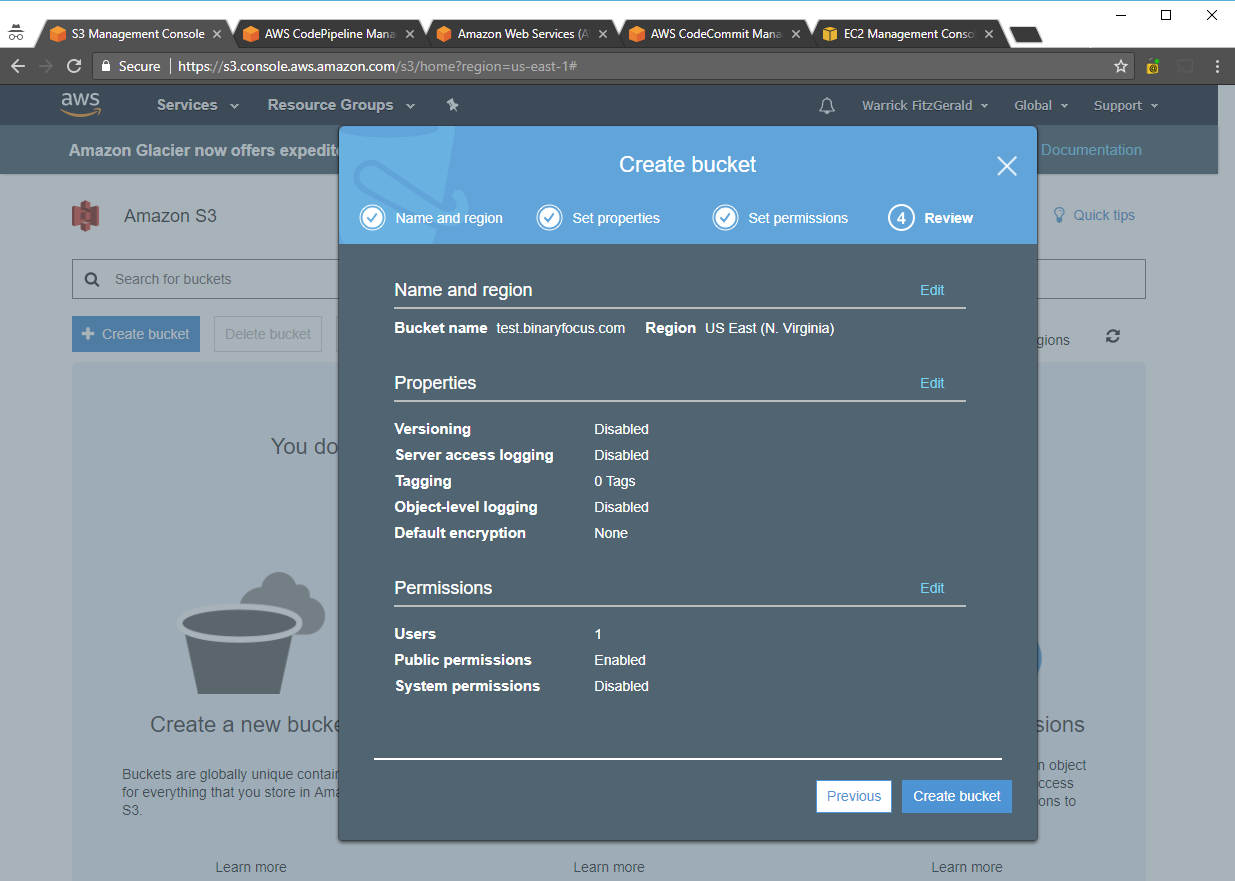 S3 Management Console
AWS CodePipeline Mana
Amazon Web Services (A
AWS CodeCommit Mana
EC2 Management Conso
Secure
https://s3.console.aws.amazon.com/s3/home?region=us-east-1#
aws
Services
Resource Groups
Warrick FitzGerald
Global
Support
Amazon Glacier now offers expedit
Documentation
Create bucket
Name and region
Set properties
Set permissions
4 Review
Amazon S3
Quick tips
Search for buckets
Create bucket
Delete bucket
gions
Name and region
Edit
Bucket name test.binaryfocus.com Region US East (N. Virginia)
Properties
Edit
Versioning Disabled
Server access logging Disabled
Tagging 0 Tags
Object-level logging Disabled
Default encryption None
Permissions
Edit
Users 1
Public permissions Enabled
System permissions Disabled
Previous
Create bucket
You do
Create a new bucke
Buckets are globally unique contain
for everything that you store in Ama
S3.
Learn more
Learn more
sions
n object
ccess
ons to
Learn more